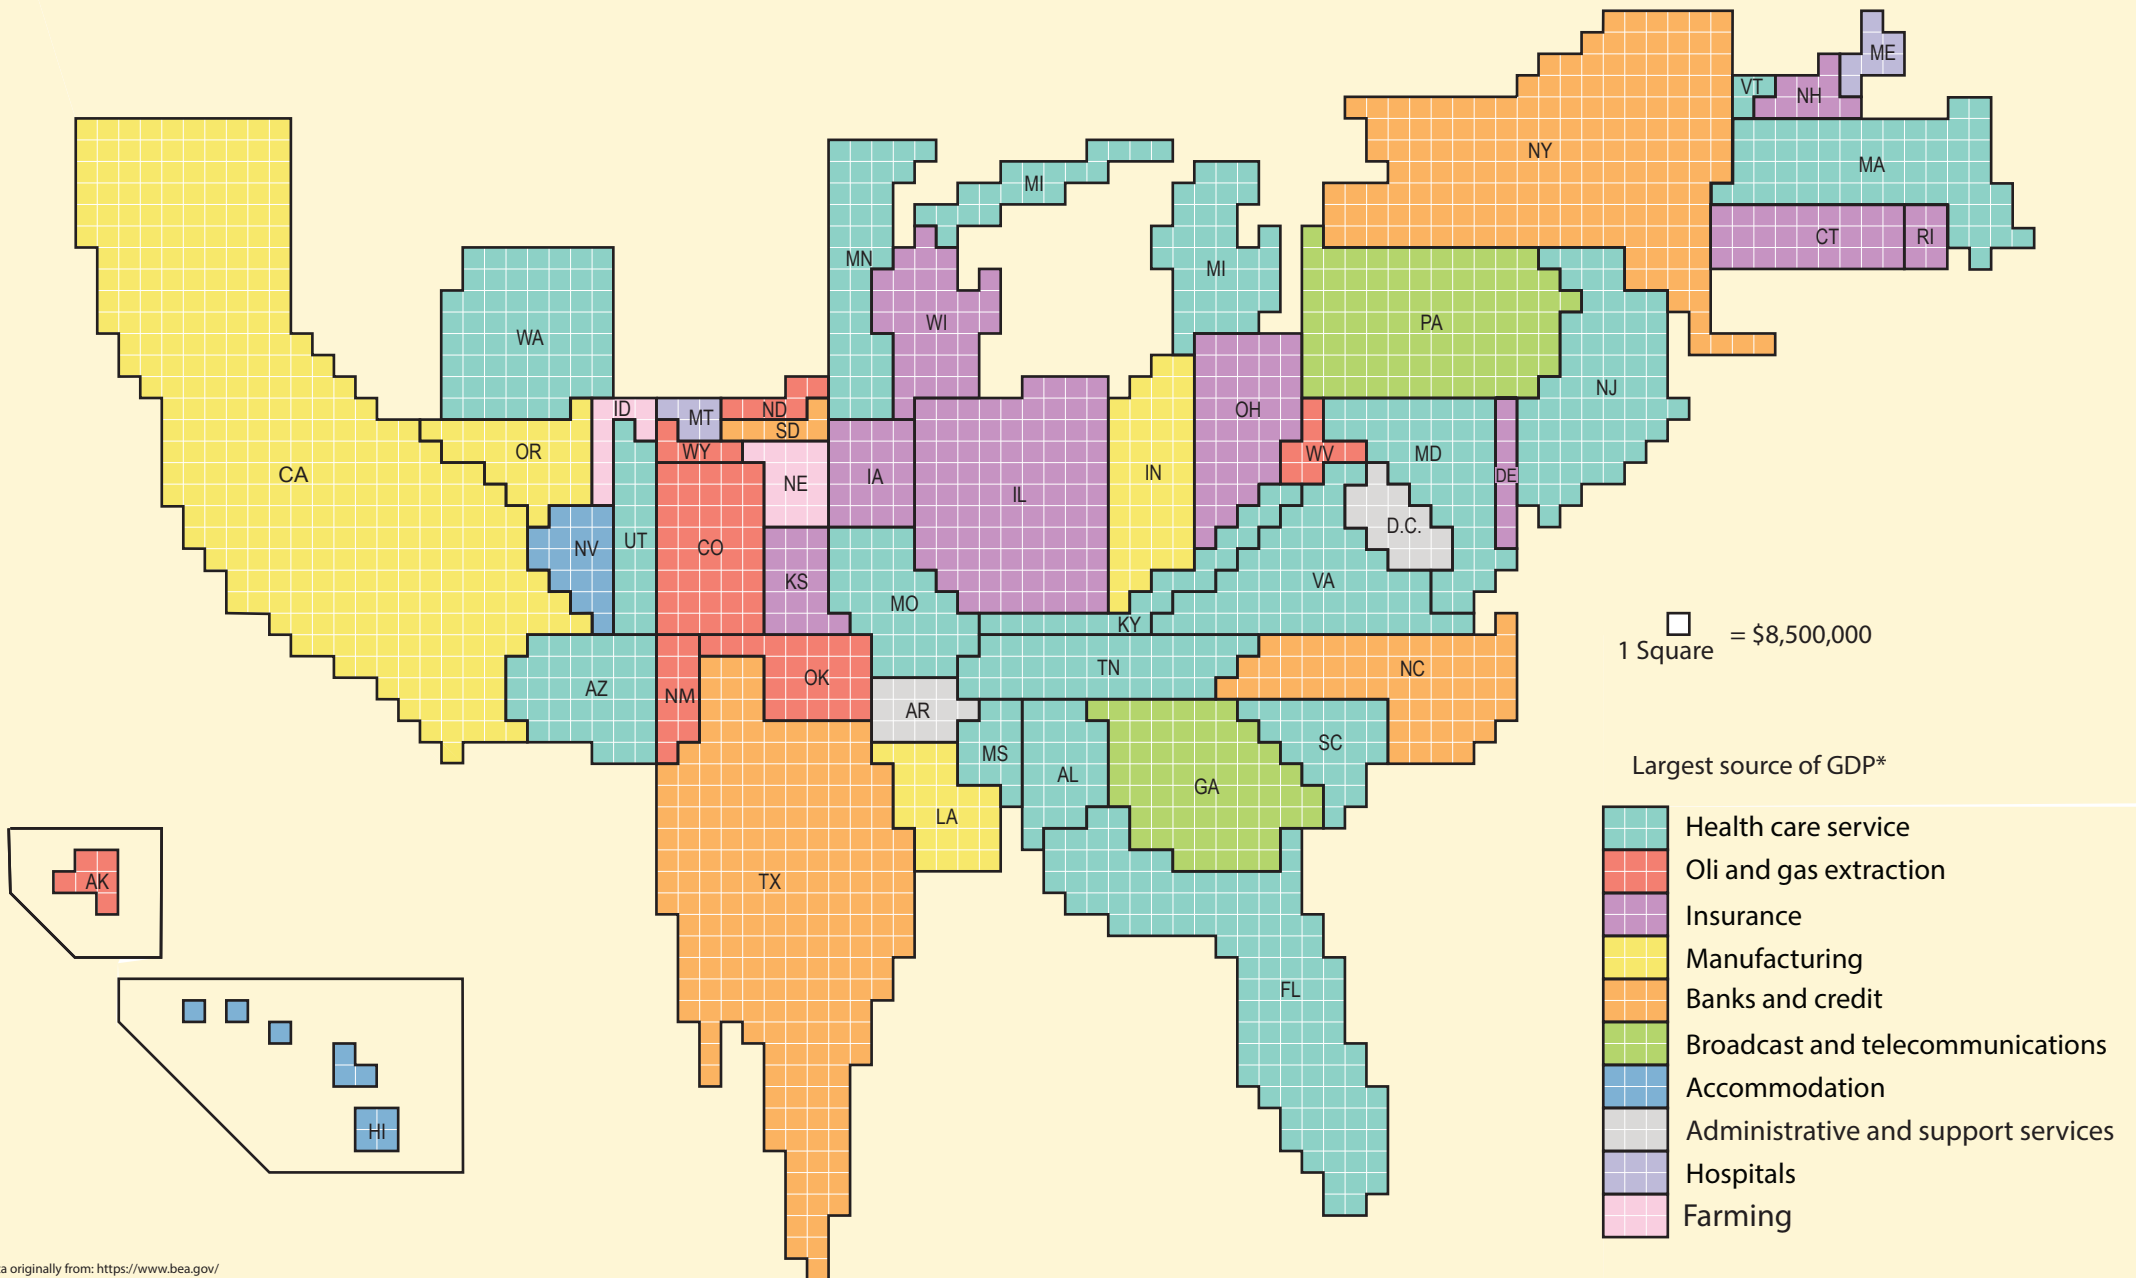 ME
VT
NH
NY
MA
MI
CT
RI
MN
MI
WI
PA
WA
NJ
ID
MT
ND
SD
OH
OR
WY
WV
MD
CA
NE
IA
IL
IN
DE
NV
UT
CO
D.C.
KS
VA
MO
KY
1 Square = $8,500,000
AZ
NM
OK
TN
NC
AR
MS
AL
SC
GA
LA
TX
AK
FL
HI
Largest source of GDP*
Health care service
Oli and gas extraction
Insurance
Manufacturing
Banks and credit
Broadcast and telecommunications
Accommodation
Administrative and support services
Hospitals
Farming
a originally from: https://www.bea.gov/